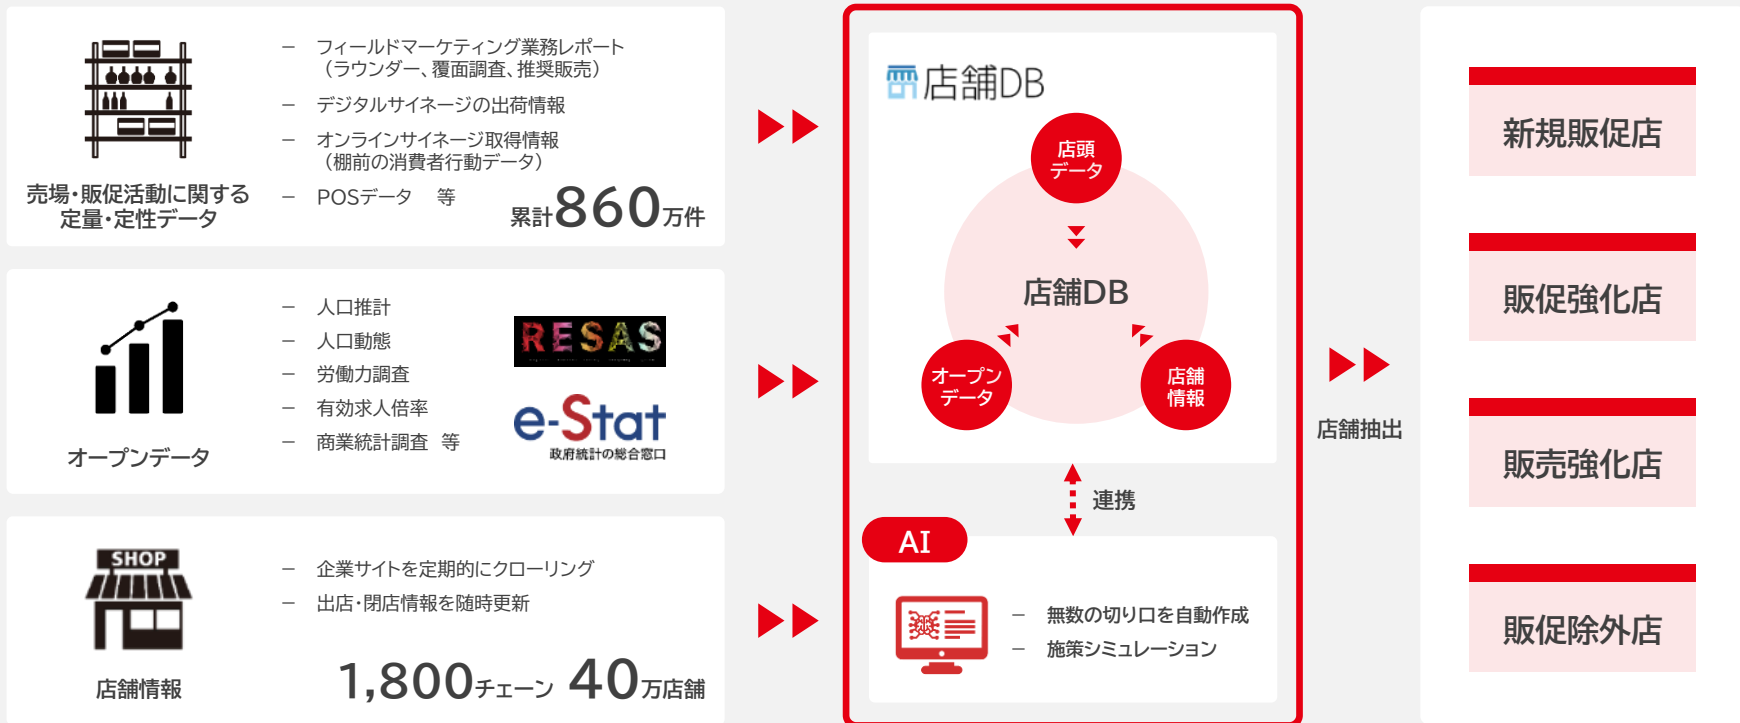 売場・販促活動に関する
定量・定性データ
－ フィールドマーケティング業務レポート
（ラウンダー、覆面調査、推奨販売）
－ デジタルサイネージの出荷情報
－ オンラインサイネージ取得情報
（棚前の消費者行動データ）
－ POSデータ 等
累計860万件
オープンデータ
－ 人口推計
－ 人口動態
－ 労働力調査
－ 有効求人倍率
－ 商業統計調査 等
RESAS
e-Stat
政府統計の総合窓口
SHOP
店舗情報
－ 企業サイトを定期的にクローリング
－ 出店・閉店情報を随時更新
1,800チェーン 40万店舗
店舗DB
店頭
データ
店舗DB
オープン
データ
店舗
情報
連携
AI
－ 無数の切り口を自動作成
－ 施策シミュレーション
店舗抽出
新規販促店
販促強化店
販売強化店
販促除外店